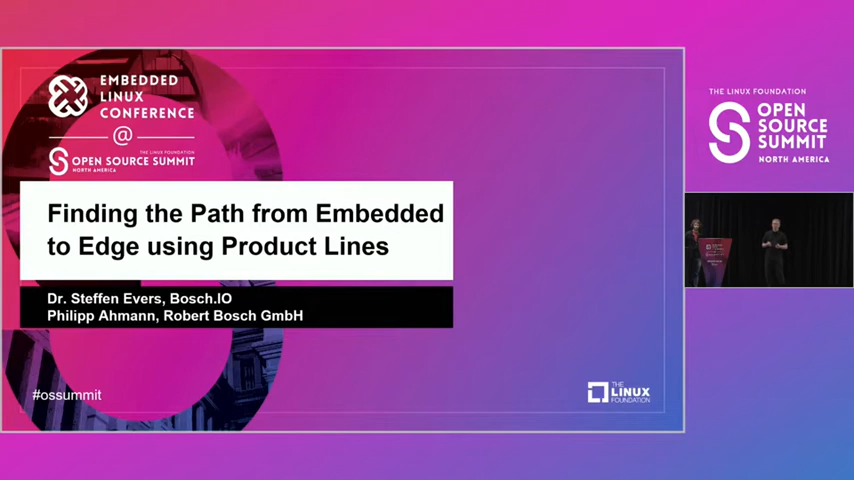 EMBEDDED
LINUX
CONFERENCE
@
THE LINUX FOUNDATION
OPEN SOURCE SUMMIT
NORTH AMERICA
Finding the Path from Embedded
to Edge using Product Lines
Dr. Steffen Evers, Bosch.IO
Philipp Ahmann, Robert Bosch GmbH
#ossummit
THE
LINUX
FOUNDATION
THE LINUX FOUNDATION
OPEN
SOURCE
SUMMIT
NORTH AMERICA